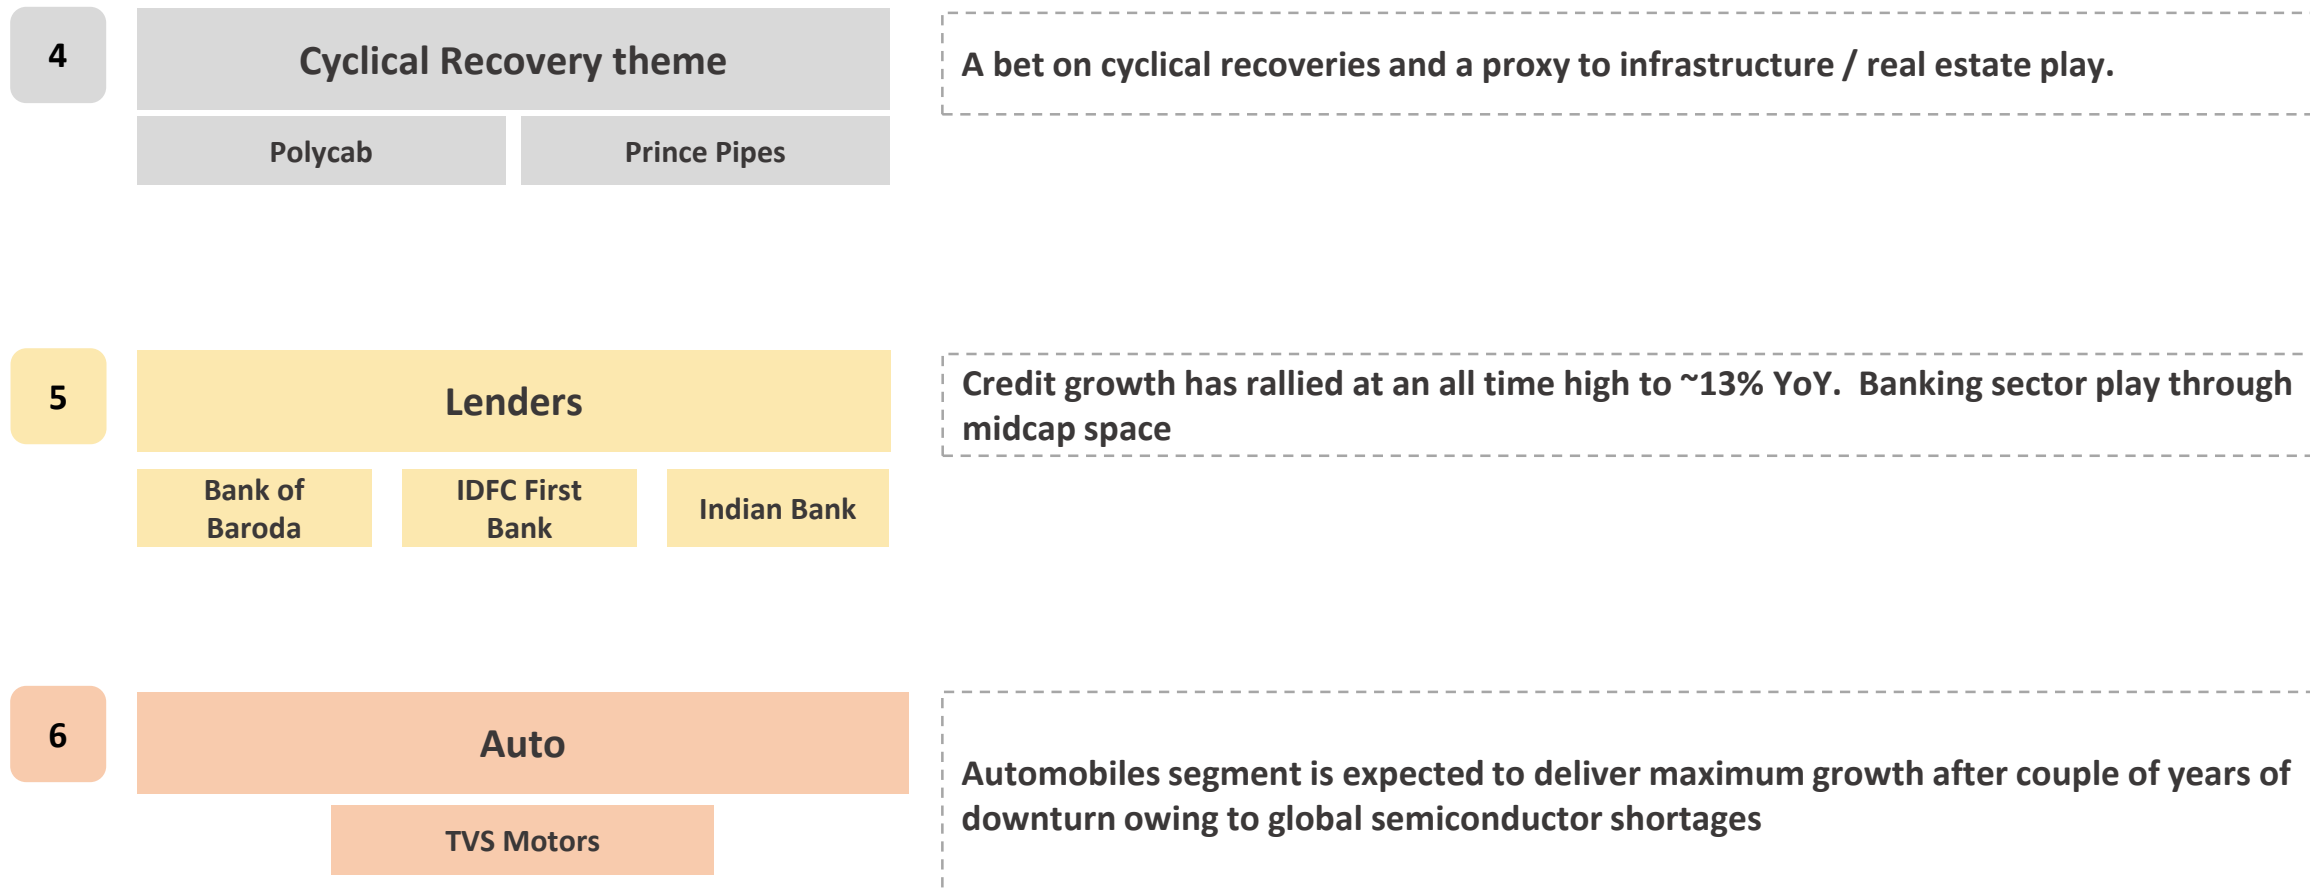 4
Cyclical Recovery theme
A bet on cyclical recoveries and a proxy to infrastructure / real estate play.
Polycab
Prince Pipes
5
Lenders
Credit growth has rallied at an all time high to ~13% YoY.  Banking sector play through
midcap space
Bank of
Baroda
IDFC First
Bank
Indian Bank
6
Auto
Automobiles segment is expected to deliver maximum growth after couple of years of
downturn owing to global semiconductor shortages
TVS Motors